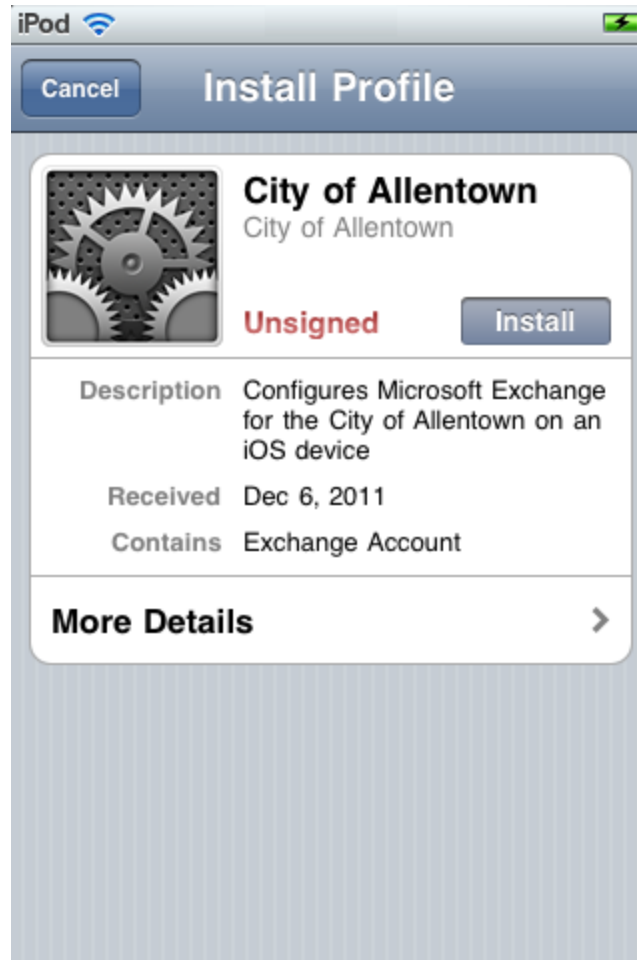 iPod
Cancel
Install Profile
City of Allentown
City of Allentown
Unsigned
Install
Description Configures Microsoft Exchange
for the City of Allentown on an
iOS device
Received Dec 6, 2011
Contains Exchange Account
More Details